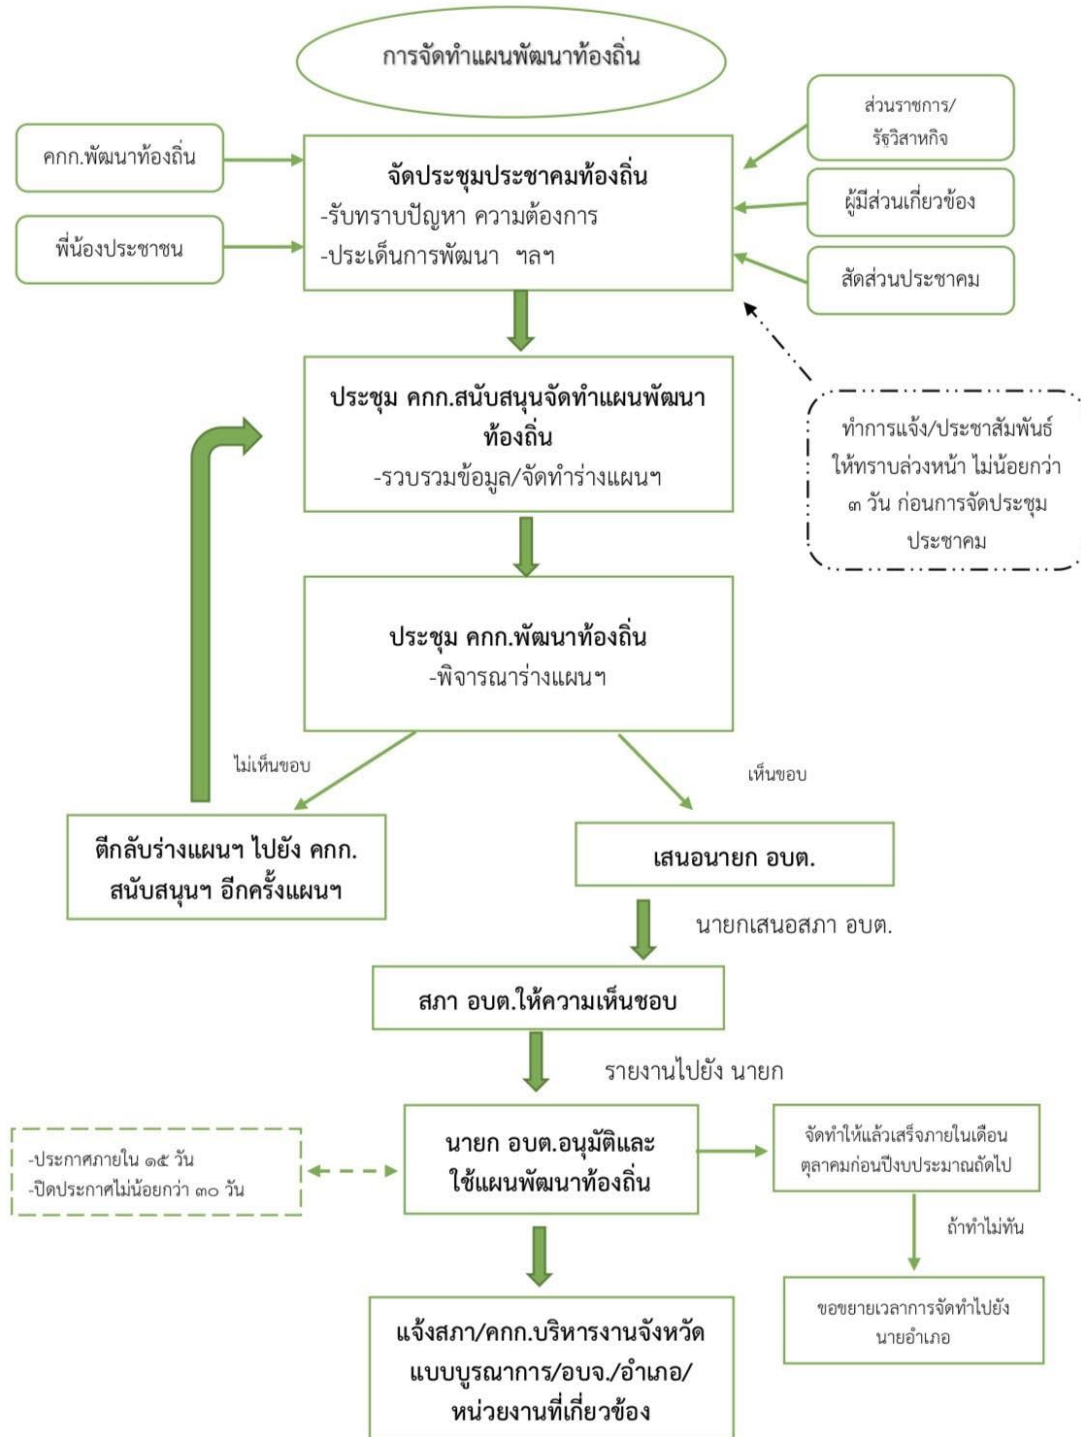 การจัดทำแผนพัฒนาท้องถิ่น
ส่วนราชการ/
รัฐวิสาหกิจ
คกก.พัฒนาท้องถิ่น
จัดประชุมประชาคมท้องถิ่น
-รับทราบปัญหา ความต้องการ
-ประเด็นการพัฒนา ฯลฯ
ผู้มีส่วนเกี่ยวข้อง
พี่น้องประชาชน
สัดส่วนประชาคม
ประชุม คกก.สนับสนุนจัดทำแผนพัฒนา
ท้องถิ่น
-รวบรวมข้อมูล/จัดทำร่างแผนฯ
ทำการแจ้ง/ประชาสัมพันธ์
ให้ทราบล่วงหน้า ไม่น้อยกว่า
๓ วัน ก่อนการจัดประชุม
ประชาคม
ประชุม คกก.พัฒนาท้องถิ่น
-พิจารณาร่างแผนฯ
ไม่เห็นขอบ
เห็นขอบ
ตีกลับร่างแผนฯ ไปยัง คกก.
สนับสนุนฯ อีกครั้งแผนฯ
เสนอนายก อบต.
นายกเสนอสภา อบต.
สภา อบต.ให้ความเห็นชอบ
รายงานไปยัง นายก
-ประกาศภายใน ๑๕ วัน
-ปิดประกาศไม่น้อยกว่า ๓๐ วัน
นายก อบต.อนุมัติและ
ใช้แผนพัฒนาท้องถิ่น
จัดทำให้แล้วเสร็จภายในเดือน
ตุลาคมก่อนปีงบประมาณถัดไป
ถ้าทำไม่ทัน
ขอขยายเวลาการจัดทำไปยัง
นายอำเภอ
แจ้งสภา/คกก.บริหารงานจังหวัด
แบบบูรณาการ/อบจ./อำเภอ/
หน่วยงานที่เกี่ยวข้อง